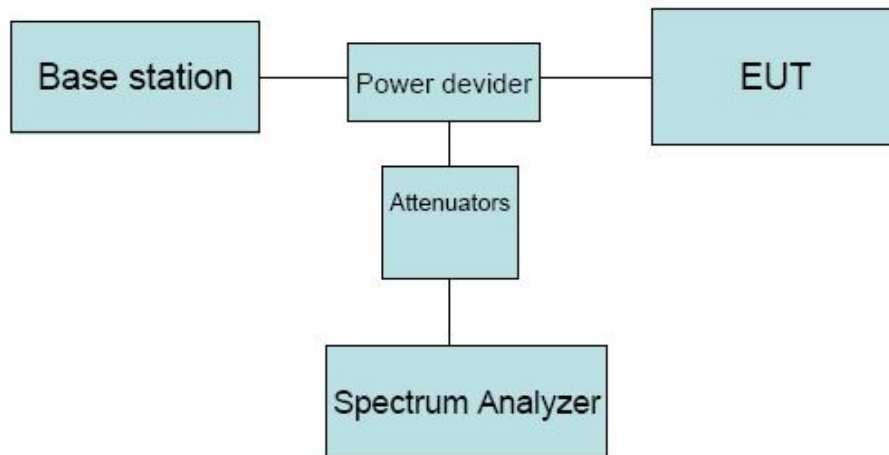 Base station
Power devider
EUT
Attenuators
Spectrum Analyzer